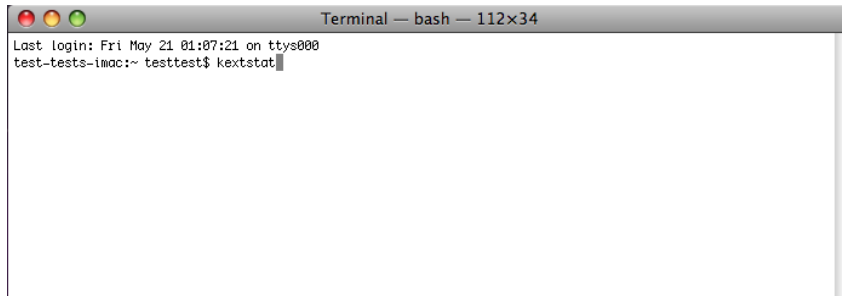 Terminal — bash — 112×34
Last login: Fri May 21 01:07:21 on ttys000
test-tests-imac:~ testtest$ kextstat